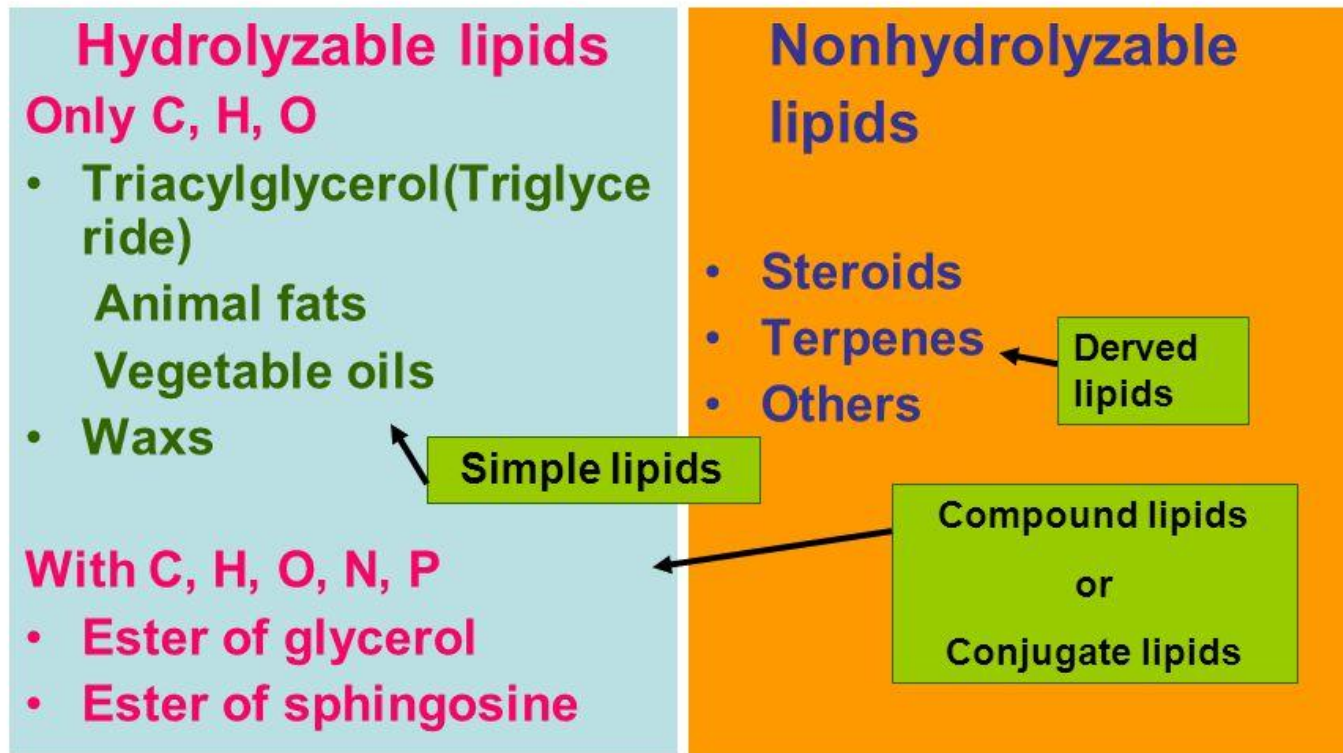 Hydrolyzable lipids
Only C, H, O
• Triacylglycerol(Triglyce
ride)
Animal fats
Vegetable oils
• Waxs
Simple lipids
With C, H, O, N, P
• Ester of glycerol
• Ester of sphingosine
Nonhydrolyzable
lipids
• Steroids
• Terpenes
• Others
Derved
lipids
Compound lipids
or
Conjugate lipids